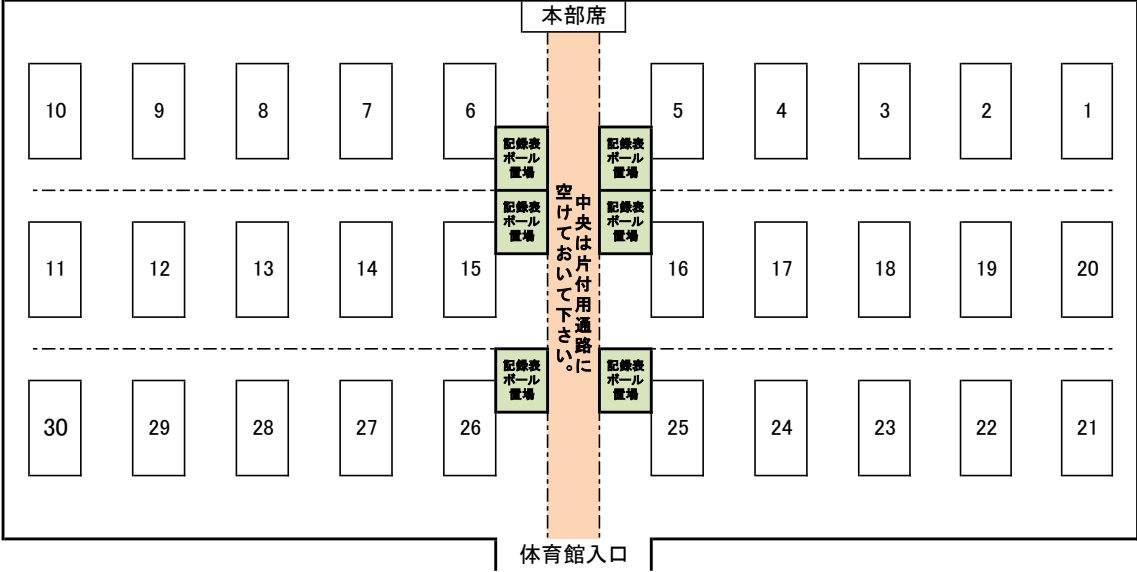 本部席
10 9 8 7 6 5 4 3 2 1
記録表
ボール
置場
記録表
ボール
置場
記録表
ボール
置場
記録表
ボール
置場
中央は片付用通路に
空けておいて下さい。
11 12 13 14 15 16 17 18 19 20
記録表
ボール
置場
記録表
ボール
置場
30 29 28 27 26 25 24 23 22 21
体育館入口